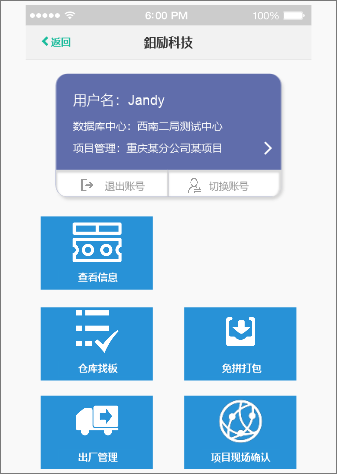 6:00 PM 100%
返回 鈤励科技
用户名：Jandy
数据库中心：西南二局测试中心
项目管理：重庆某分公司某项目
退出账号 切换账号
查看信息
仓库找板 免拼打包
出厂管理 项目现场确认